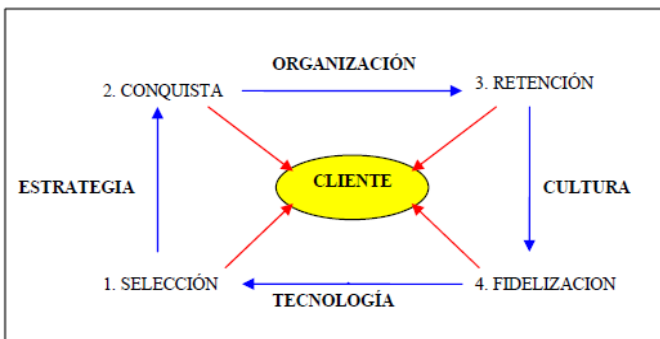 ORGANIZACIÓN
2. CONQUISTA
3. RETENCIÓN
CLIENTE
ESTRATEGIA
CULTURA
1. SELECCIÓN
4. FIDELIZACION
TECNOLOGÍA